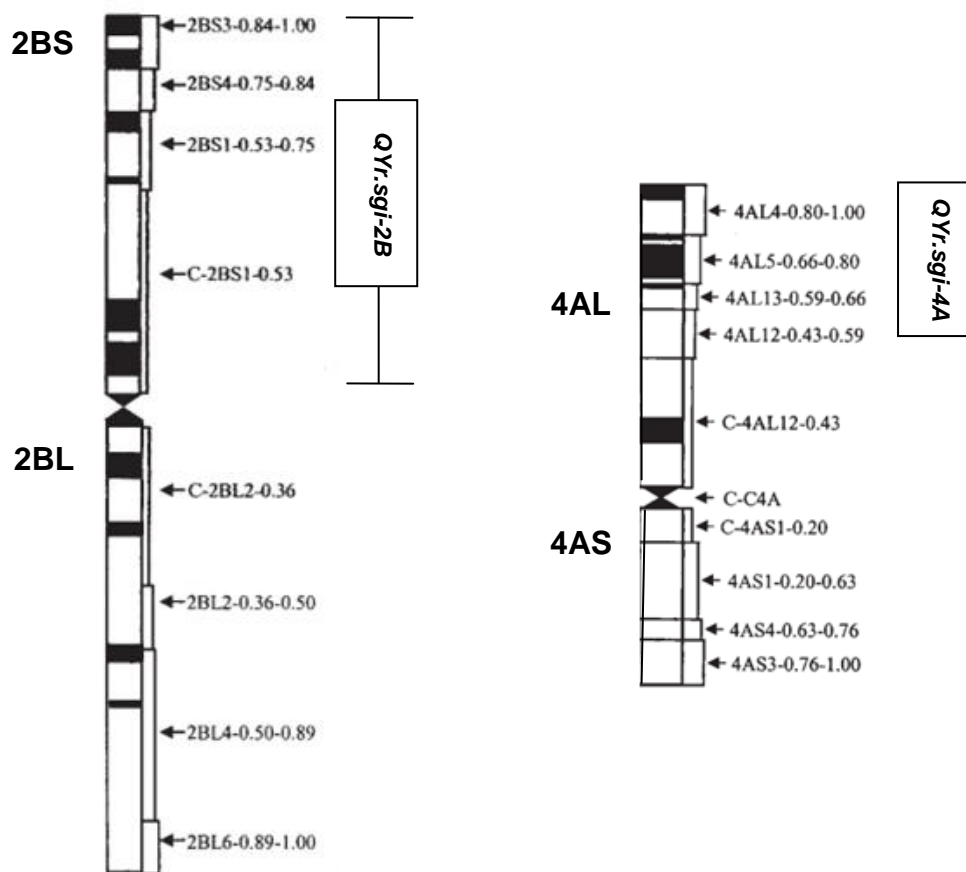 2BS
2BS3-0.84-1.00
2BS4-0.75-0.84
2BS1-0.53-0.75
C-2BS1-0.53
QYr.sgi-2B
2BL
C-2BL2-0.36
2BL2-0.36-0.50
2BL4-0.50-0.89
2BL6-0.89-1.00
4AL4-0.80-1.00
4AL5-0.66-0.80
4AL
4AL13-0.59-0.66
4AL12-0.43-0.59
C-4AL12-0.43
QYr.sgi-4A
C-C4A
4AS
C-4AS1-0.20
4AS1-0.20-0.63
4AS4-0.63-0.76
4AS3-0.76-1.00